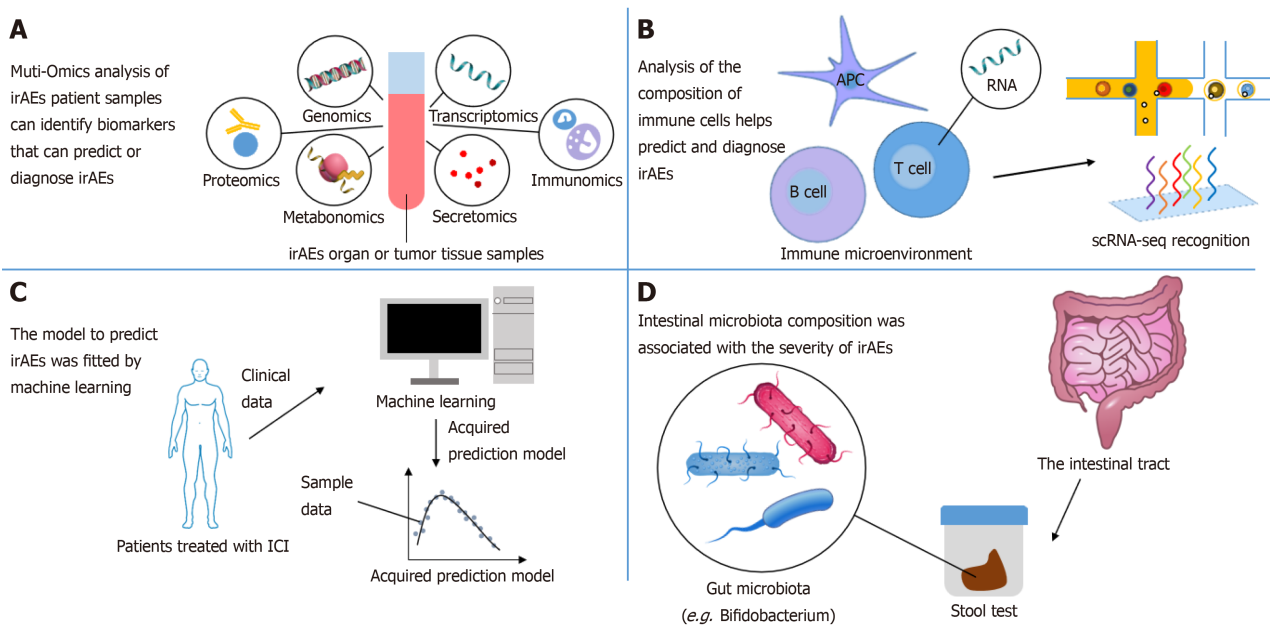 A
Muti-Omics analysis of
irAEs patient samples
can identify biomarkers
that can predict or
diagnose irAEs
Genomics
Transcriptomics
Proteomics
Immunomics
Metabonomics
Secretomics
irAEs organ or tumor tissue samples
B
Analysis of the
composition of
immune cells helps
predict and diagnose
irAEs
APC
RNA
T cell
B cell
Immune microenvironment
scRNA-seq recognition
C
The model to predict
irAEs was fitted by
machine learning
Clinical
data
Machine learning
Acquired
prediction model
Sample
data
Patients treated with ICI
Acquired prediction model
D
Intestinal microbiota composition was
associated with the severity of irAEs
The intestinal tract
Gut microbiota
(e.g. Bifidobacterium)
Stool test